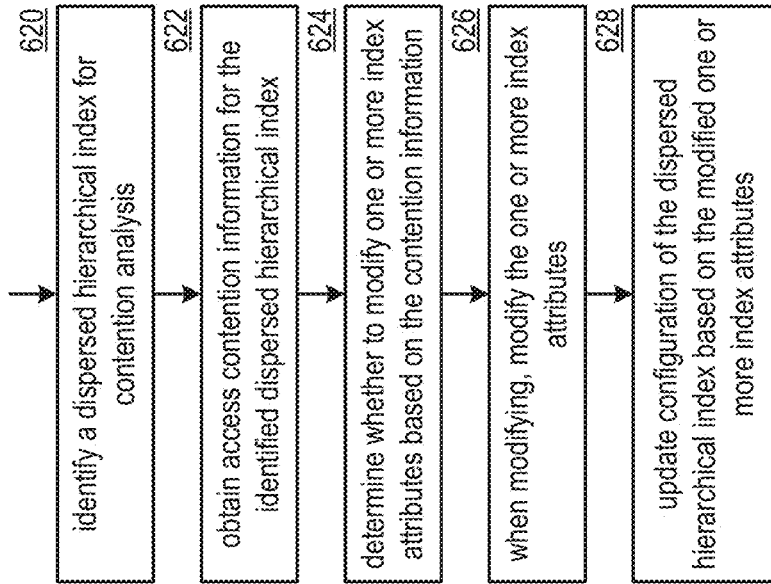 620
identify a dispersed hierarchical index for
contention analysis
622
obtain access contention information for the
identified dispersed hierarchical index
624
determine whether to modify one or more index
attributes based on the contention information
626
when modifying, modify the one or more index
attributes
628
update configuration of the dispersed
hierarchical index based on the modified one or
more index attributes